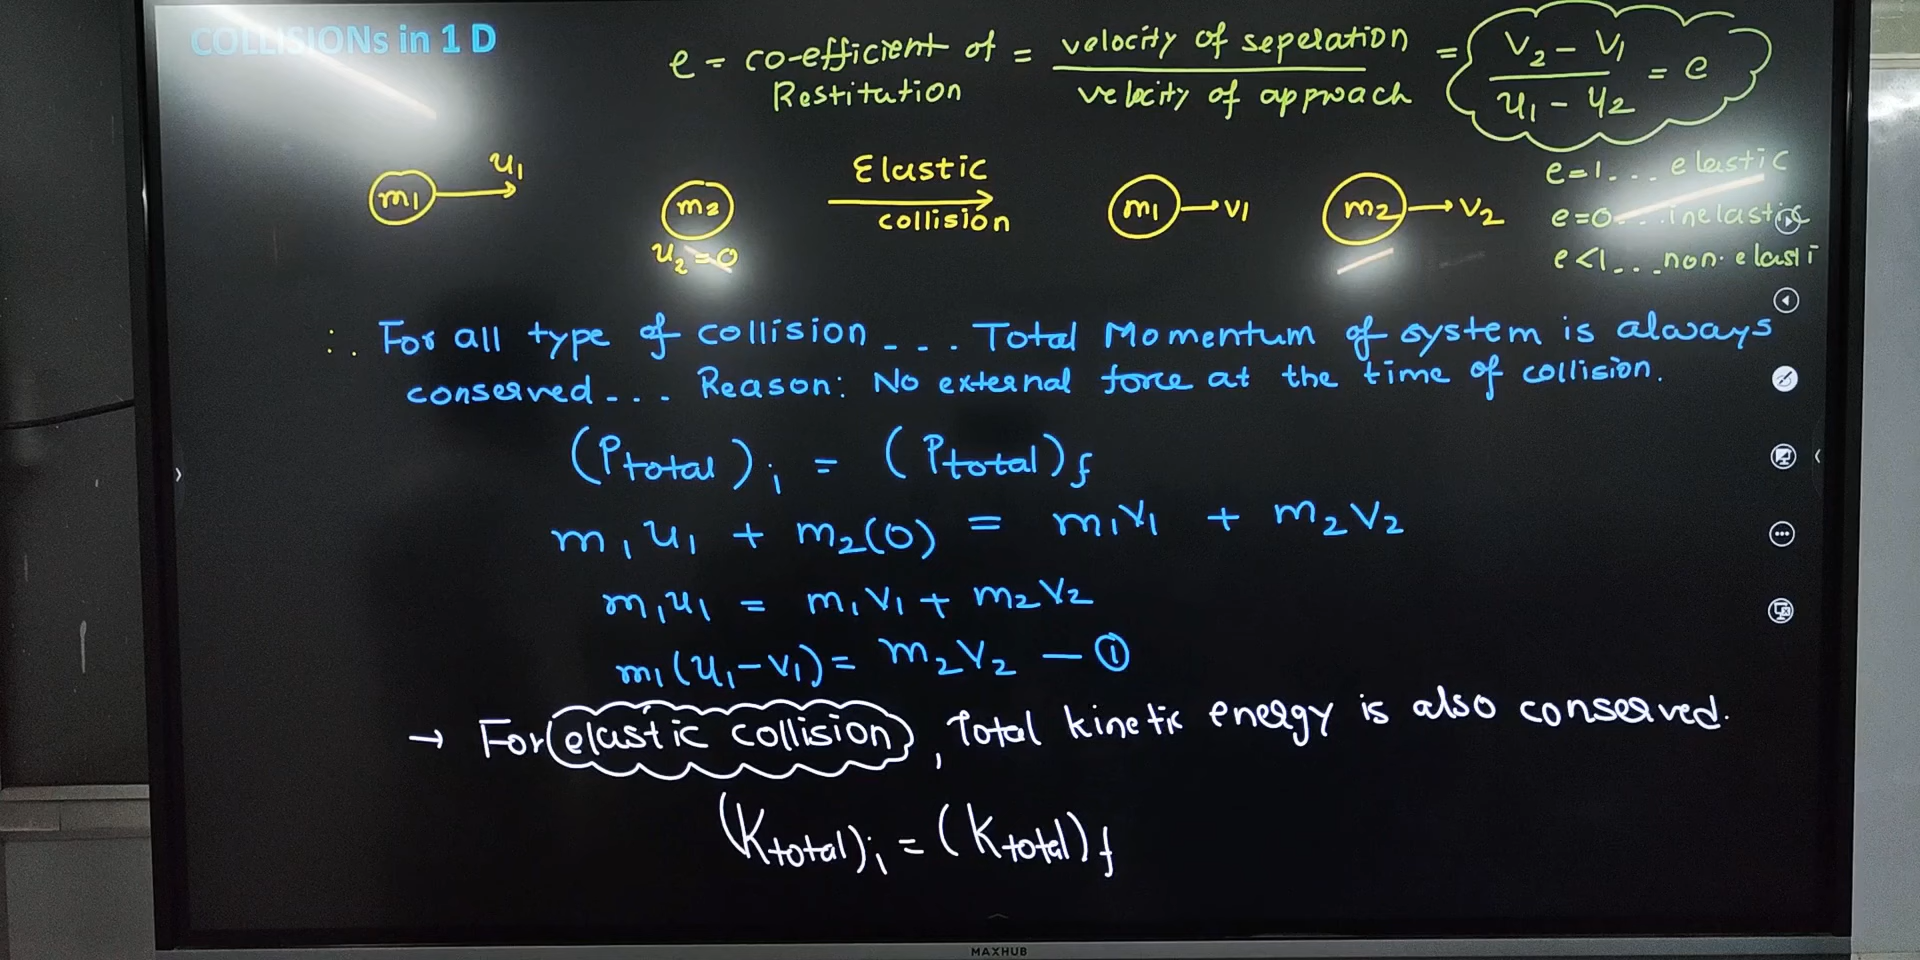 COLLISIONs in 1 D
e = co-efficient of Restitution = velocity of seperation / velocity of approach = V2 - V1 / u1 - u2 = e
m1 u1
m2
u2 = 0
Elastic
collision
m1 → v1
m2 → v2
e=1... elastic
e=0....inelastic
e<1...non.elasti
∴ For all type of collision... Total Momentum of system is always
conserved... Reason: No external force at the time of collision.
(Ptotal)i = (Ptotal)f
m1u1 + m2(0) = m1v1 + m2v2
m1u1 = m1v1 + m2v2
m1(u1-v1) = m2v2 — ①
→ For elastic collision, Total kinetic energy is also conserved.
(Ktotal)i = (Ktotal)f
MAXHUB